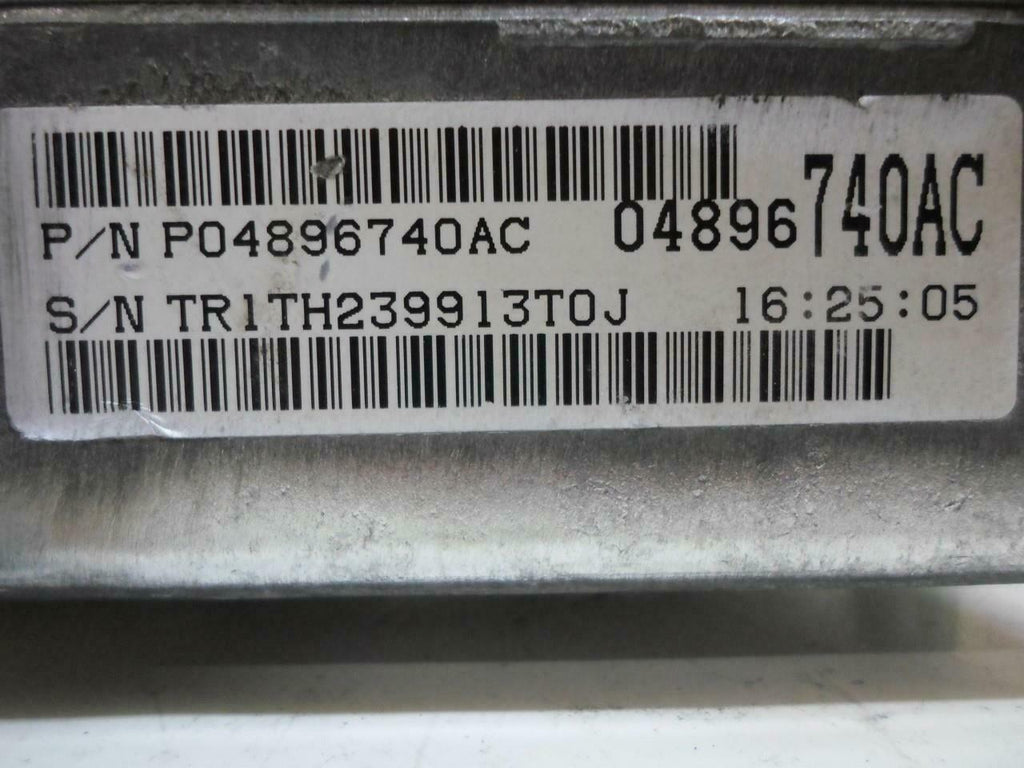 P/N P04896740AC 04896740AC
S/N TR1TH239913T0J 16:25:05